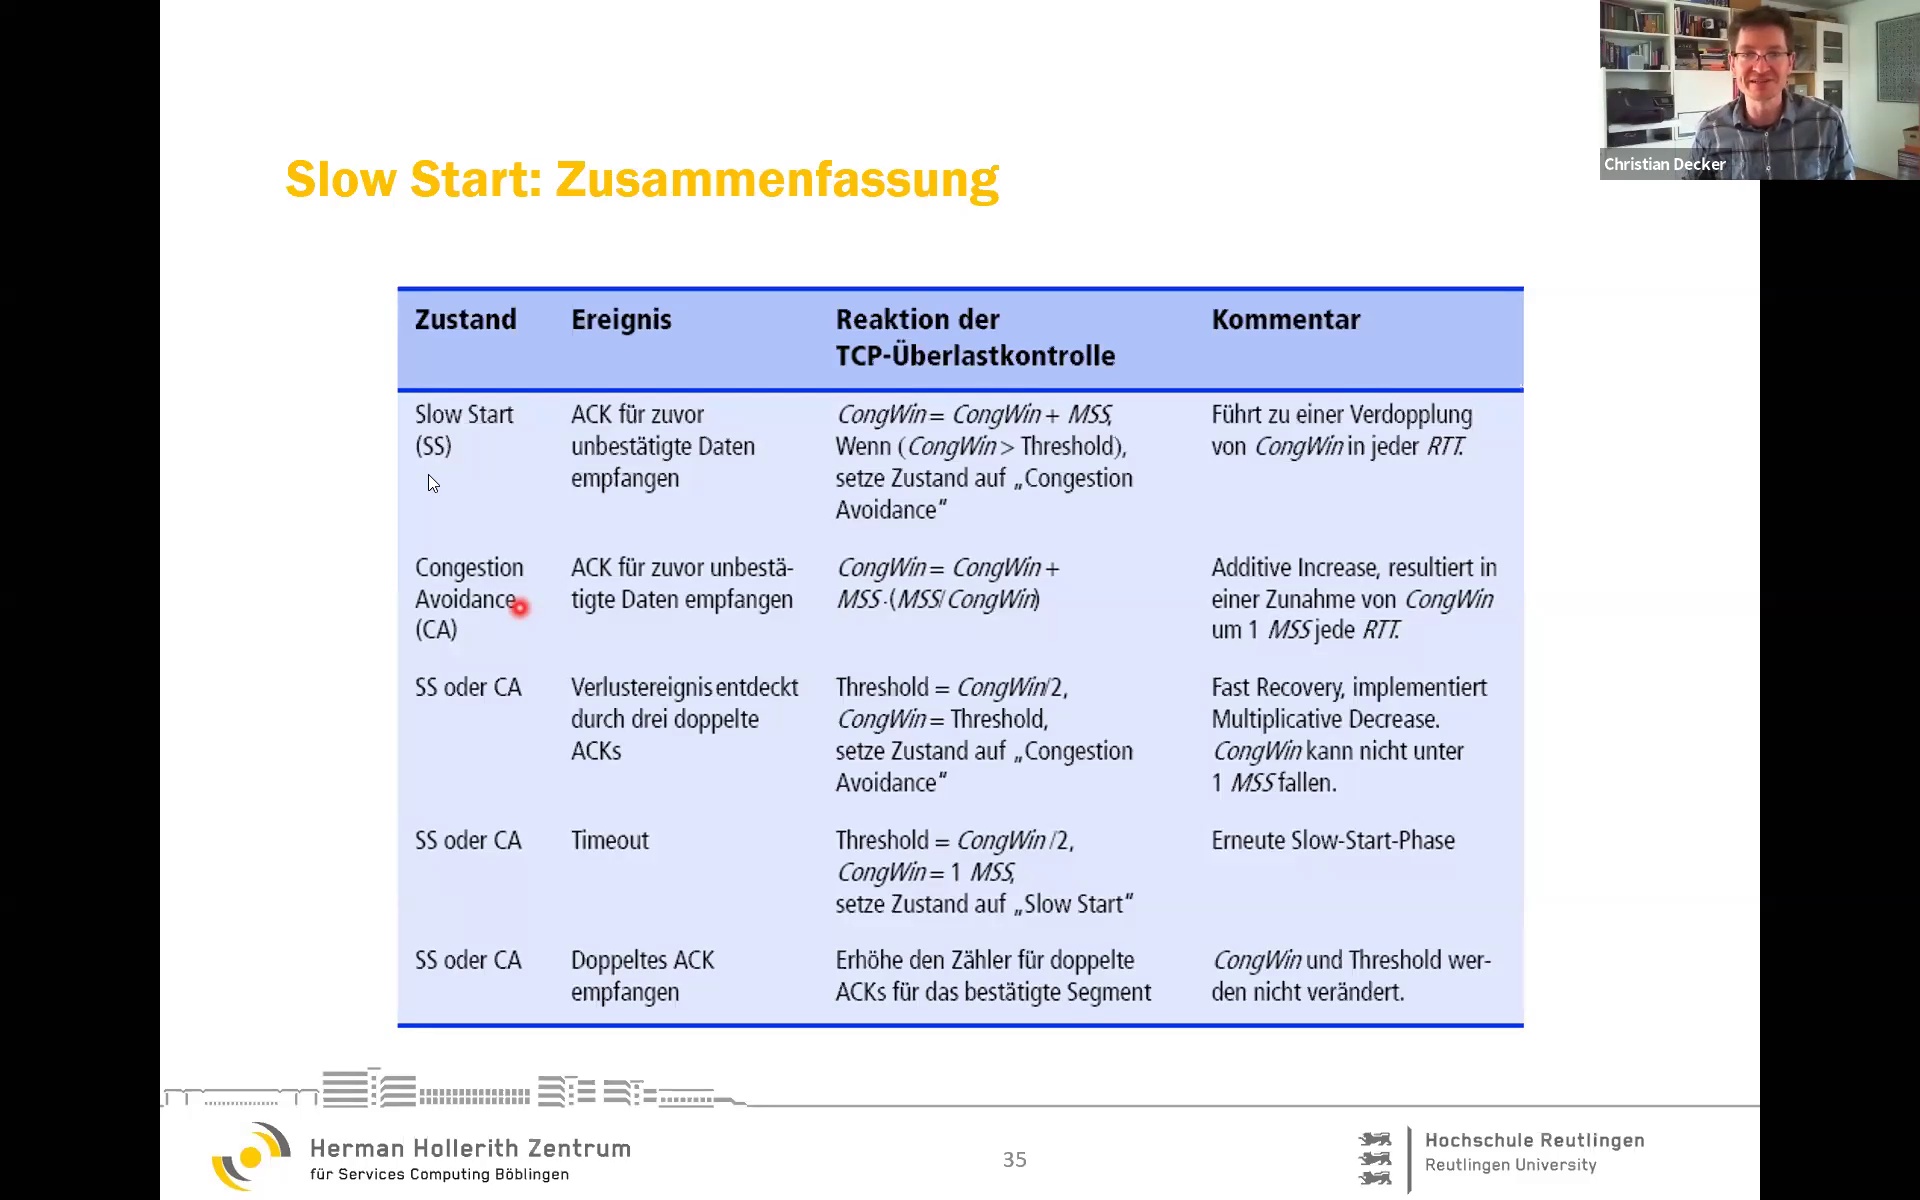 Christian Decker
Slow Start: Zusammenfassung
Zustand
Ereignis
Reaktion der
TCP-Überlastkontrolle
Kommentar
Slow Start
(SS)
ACK für zuvor
unbestätigte Daten
empfangen
CongWin = CongWin + MSS,
Wenn (CongWin > Threshold),
setze Zustand auf „Congestion
Avoidance“
Führt zu einer Verdopplung
von CongWin in jeder RTT.
Congestion
Avoidance
(CA)
ACK für zuvor unbestä-
tigte Daten empfangen
CongWin = CongWin +
MSS·(MSS/CongWin)
Additive Increase, resultiert in
einer Zunahme von CongWin
um 1 MSS jede RTT.
SS oder CA
Verlustereignis entdeckt
durch drei doppelte
ACKs
Threshold = CongWin/2,
CongWin = Threshold,
setze Zustand auf „Congestion
Avoidance“
Fast Recovery, implementiert
Multiplicative Decrease.
CongWin kann nicht unter
1 MSS fallen.
SS oder CA
Timeout
Threshold = CongWin /2,
CongWin = 1 MSS,
setze Zustand auf „Slow Start“
Erneute Slow-Start-Phase
SS oder CA
Doppeltes ACK
empfangen
Erhöhe den Zähler für doppelte
ACKs für das bestätigte Segment
CongWin und Threshold wer-
den nicht verändert.
Herman Hollerith Zentrum
für Services Computing Böblingen
35
Hochschule Reutlingen
Reutlingen University